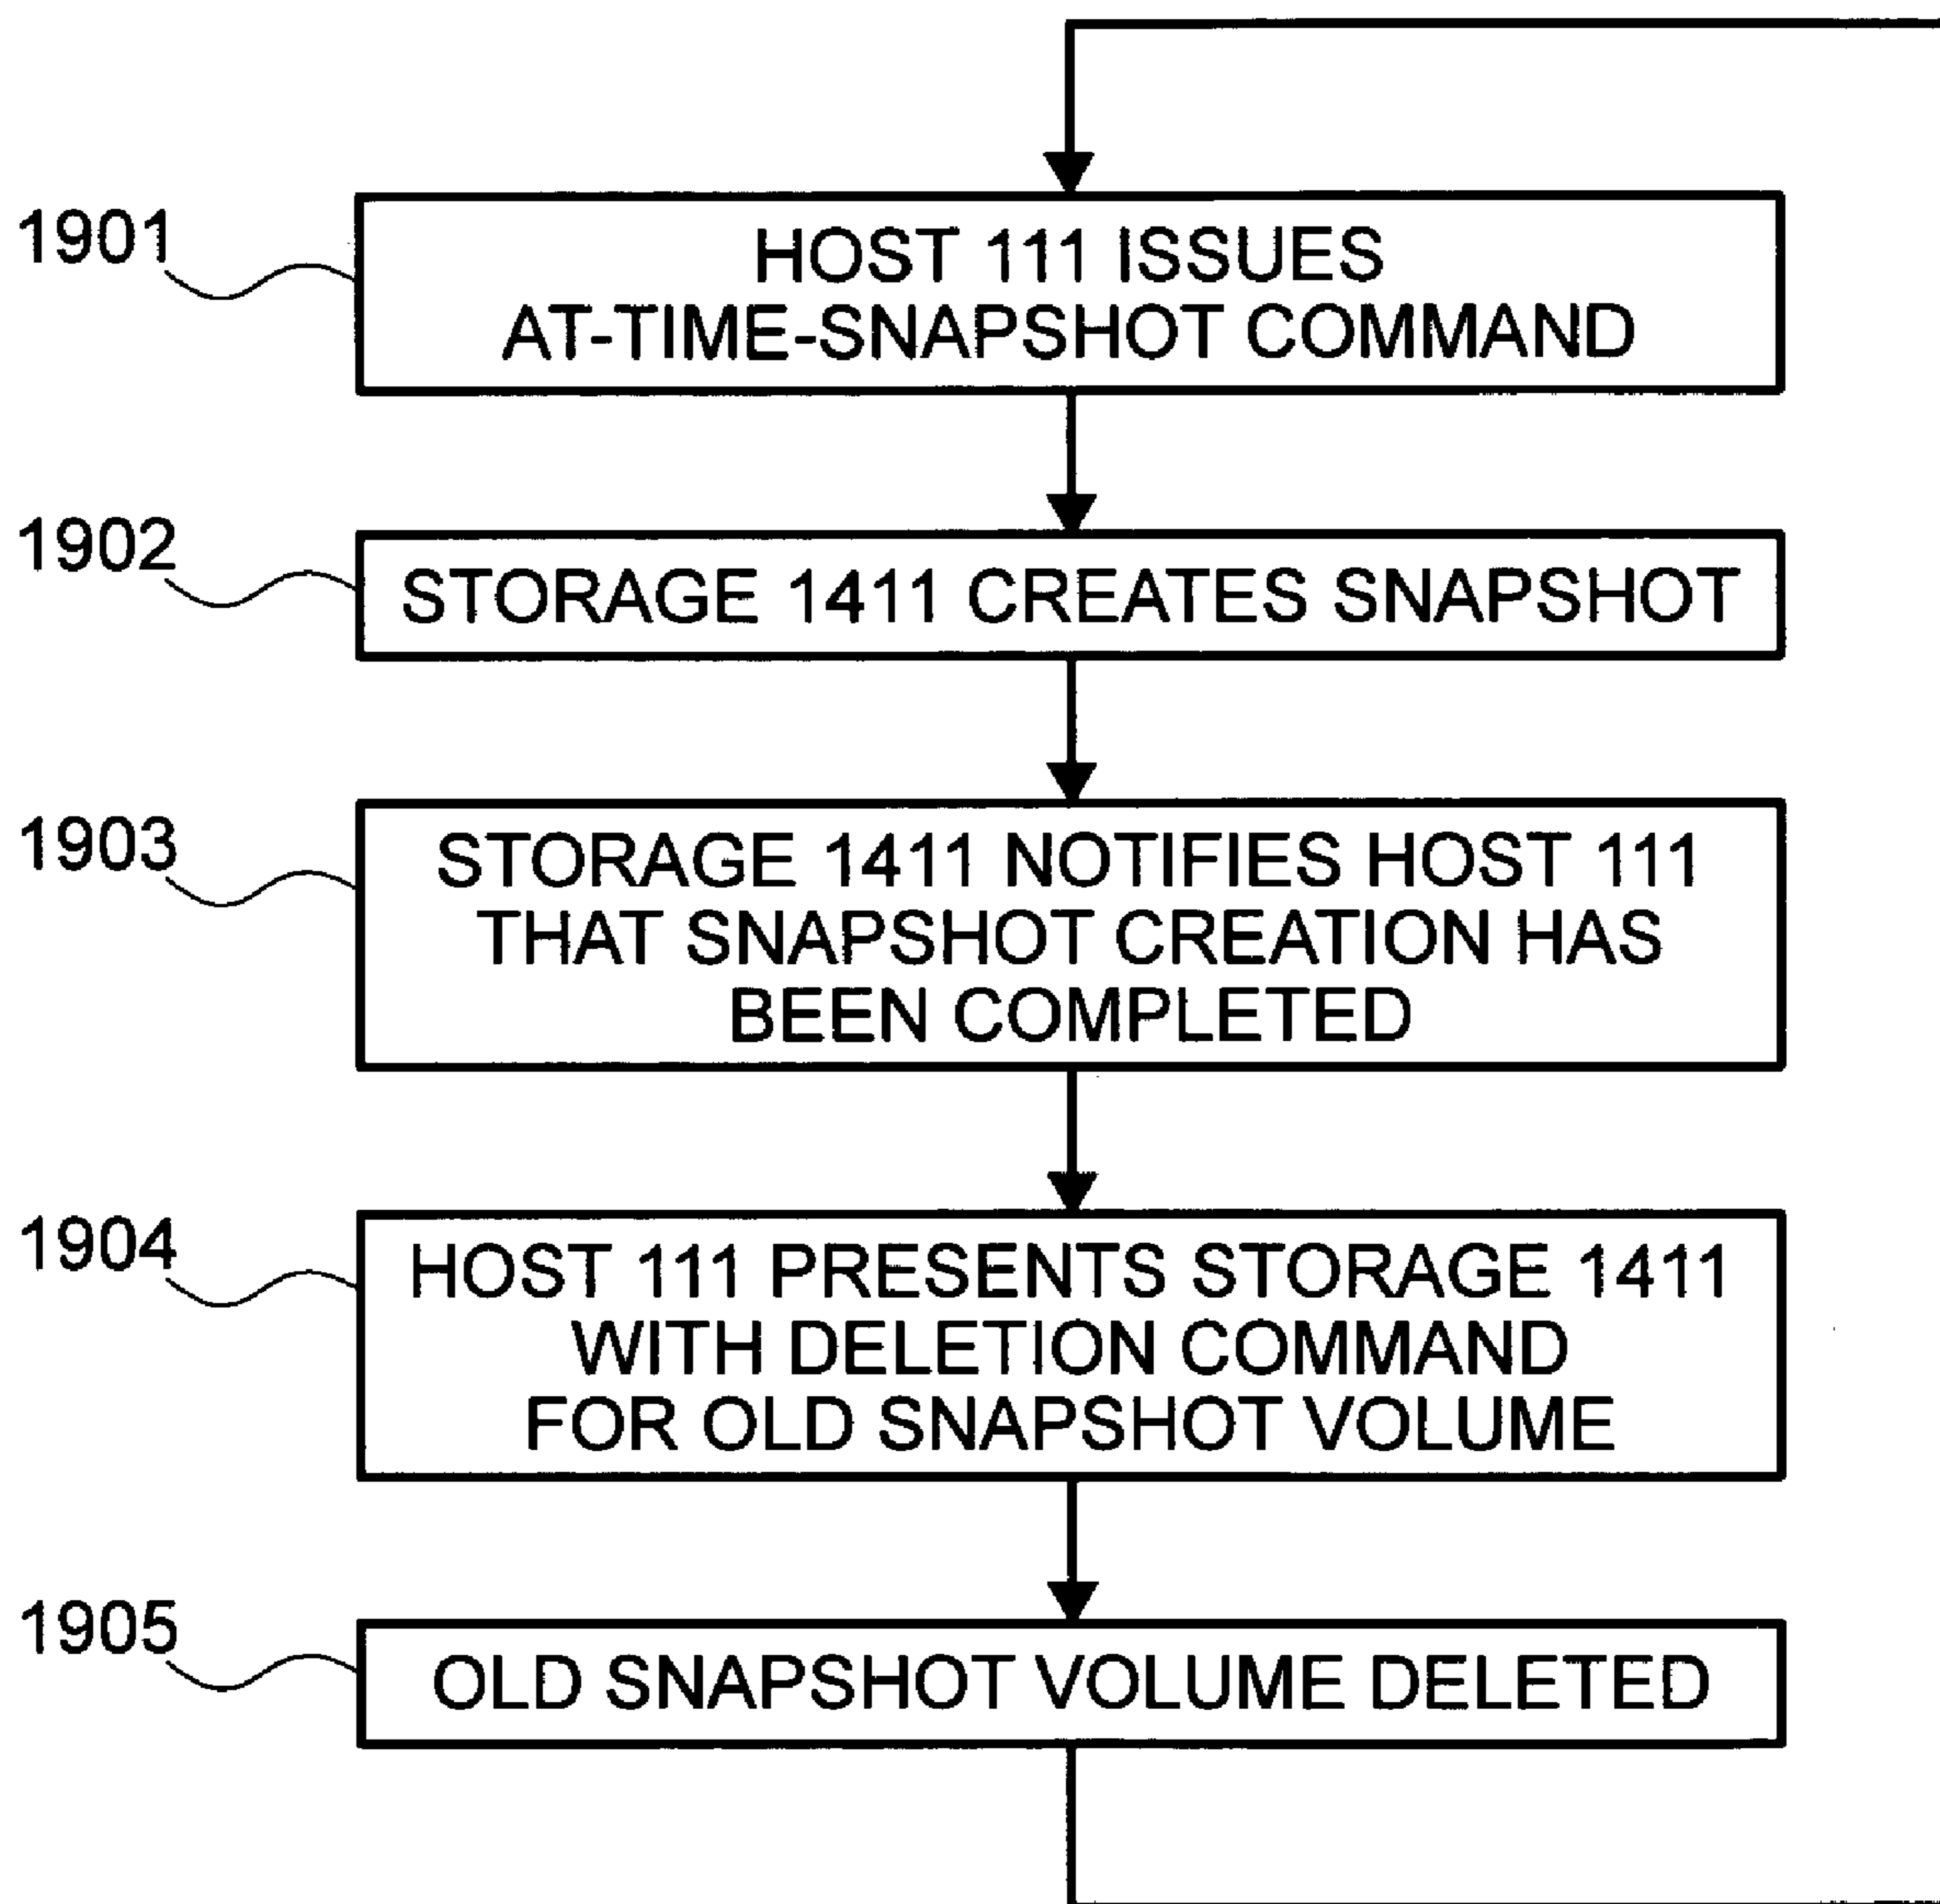 1901
HOST 111 ISSUES
AT-TIME-SNAPSHOT COMMAND
1902
STORAGE 1411 CREATES SNAPSHOT
1903
STORAGE 1411 NOTIFIES HOST 111
THAT SNAPSHOT CREATION HAS
BEEN COMPLETED
1904
HOST 111 PRESENTS STORAGE 1411
WITH DELETION COMMAND
FOR OLD SNAPSHOT VOLUME
1905
OLD SNAPSHOT VOLUME DELETED